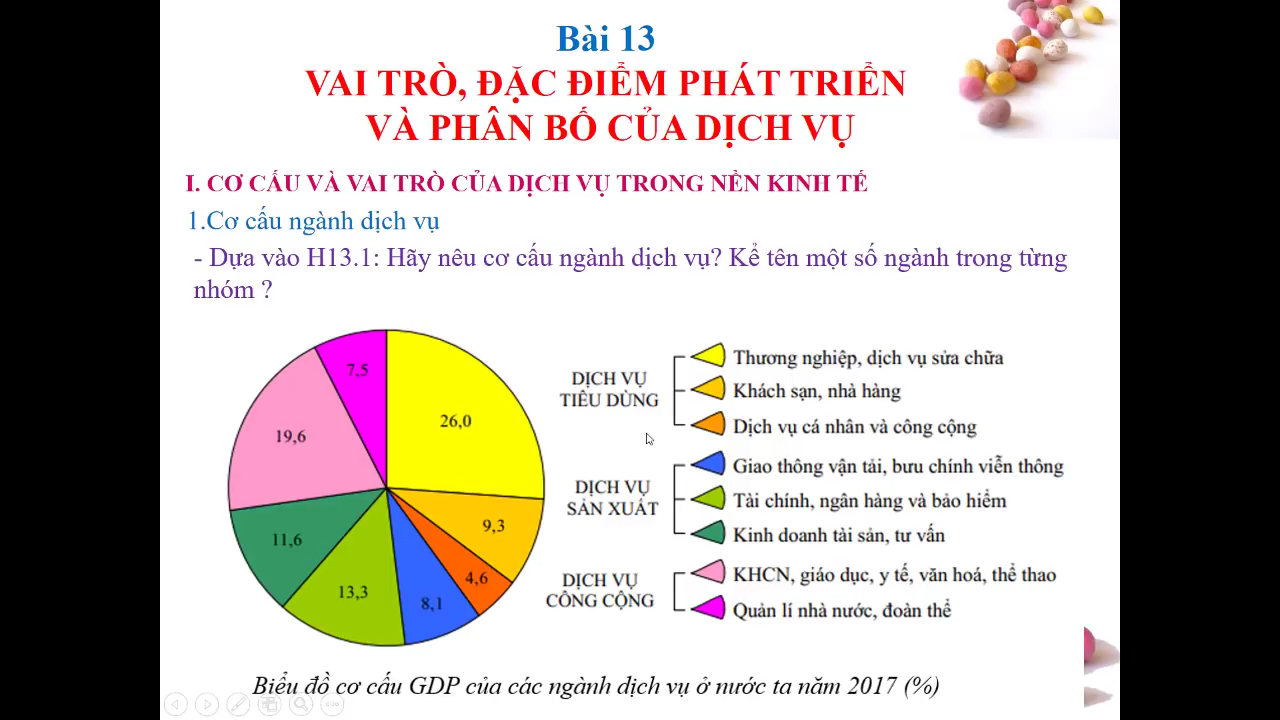 Bài 13
VAI TRÒ, ĐẶC ĐIỂM PHÁT TRIỂN
VÀ PHÂN BỐ CỦA DỊCH VỤ
I. CƠ CẤU VÀ VAI TRÒ CỦA DỊCH VỤ TRONG NỀN KINH TẾ
1.Cơ cấu ngành dịch vụ
- Dựa vào H13.1: Hãy nêu cơ cấu ngành dịch vụ? Kể tên một số ngành trong từng
nhóm ?
7,5
26,0
19,6
9,3
11,6
4,6
13,3
8,1
DỊCH VỤ
TIÊU DÙNG
Thương nghiệp, dịch vụ sửa chữa
Khách sạn, nhà hàng
Dịch vụ cá nhân và công cộng
DỊCH VỤ
SẢN XUẤT
Giao thông vận tải, bưu chính viễn thông
Tài chính, ngân hàng và bảo hiểm
Kinh doanh tài sản, tư vấn
DỊCH VỤ
CÔNG CỘNG
KHCN, giáo dục, y tế, văn hoá, thể thao
Quản lí nhà nước, đoàn thể
Biểu đồ cơ cấu GDP của các ngành dịch vụ ở nước ta năm 2017 (%)